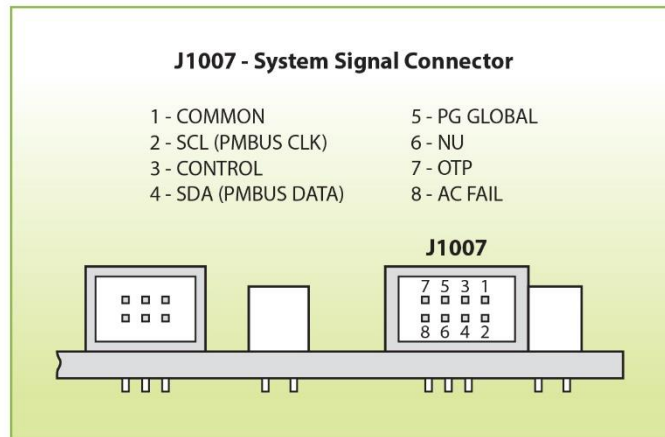 J1007 - System Signal Connector
1 - COMMON
2 - SCL (PMBUS CLK)
3 - CONTROL
4 - SDA (PMBUS DATA)
5 - PG GLOBAL
6 - NU
7 - OTP
8 - AC FAIL
J1007
7 5 3 1
8 6 4 2